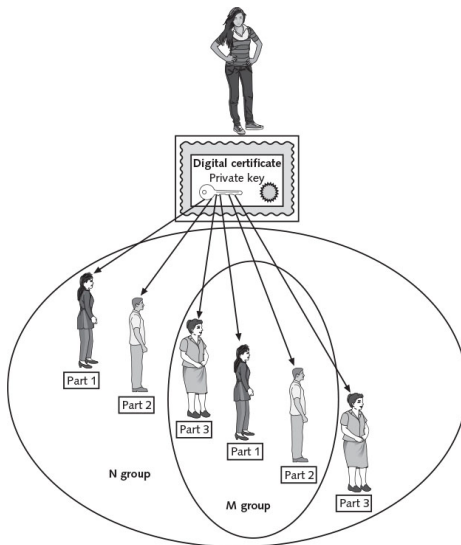 Digital certificate
Private key
Part 1
Part 2
Part 3
Part 1
Part 2
Part 3
N group
M group